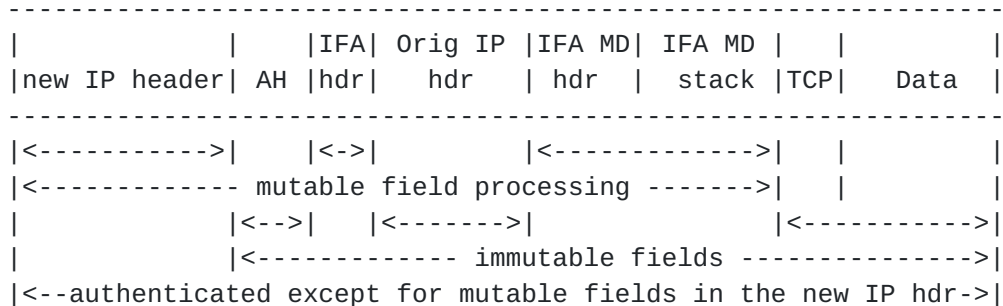 -----------------------------------------------------------------
|             |    |IFA| Orig IP |IFA MD| IFA MD |   |         |
|new IP header| AH |hdr|   hdr   | hdr  |  stack |TCP|   Data  |
-----------------------------------------------------------------
|<----------->|    |<->|         |<------------->|   |         |
|<------------- mutable field processing ------->|   |         |
|             |<-->|   |<------->|               |<----------->|
|             |<------------- immutable fields --------------->|
|<--authenticated except for mutable fields in the new IP hdr->|